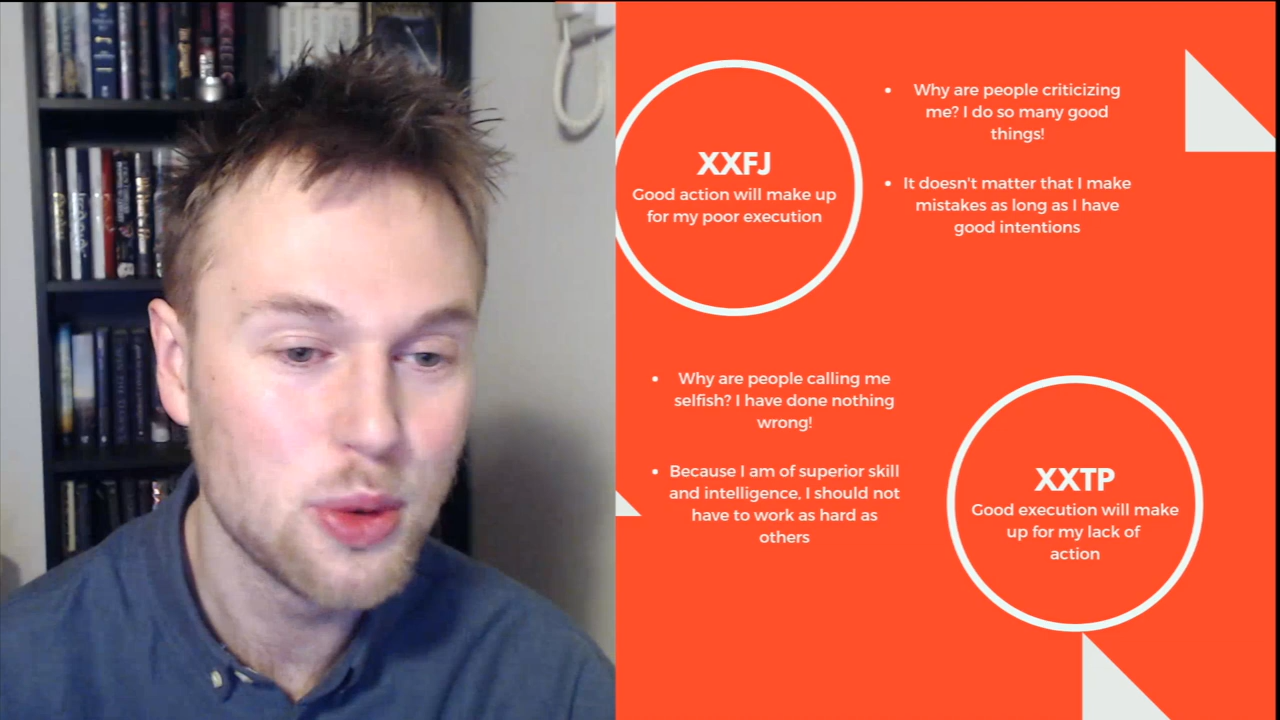 XXFJ
Good action will make up
for my poor execution
• Why are people criticizing
me? I do so many good
things!
• It doesn't matter that I make
mistakes as long as I have
good intentions
• Why are people calling me
selfish? I have done nothing
wrong!
• Because I am of superior skill
and intelligence, I should not
have to work as hard as
others
XXTP
Good execution will make
up for my lack of
action